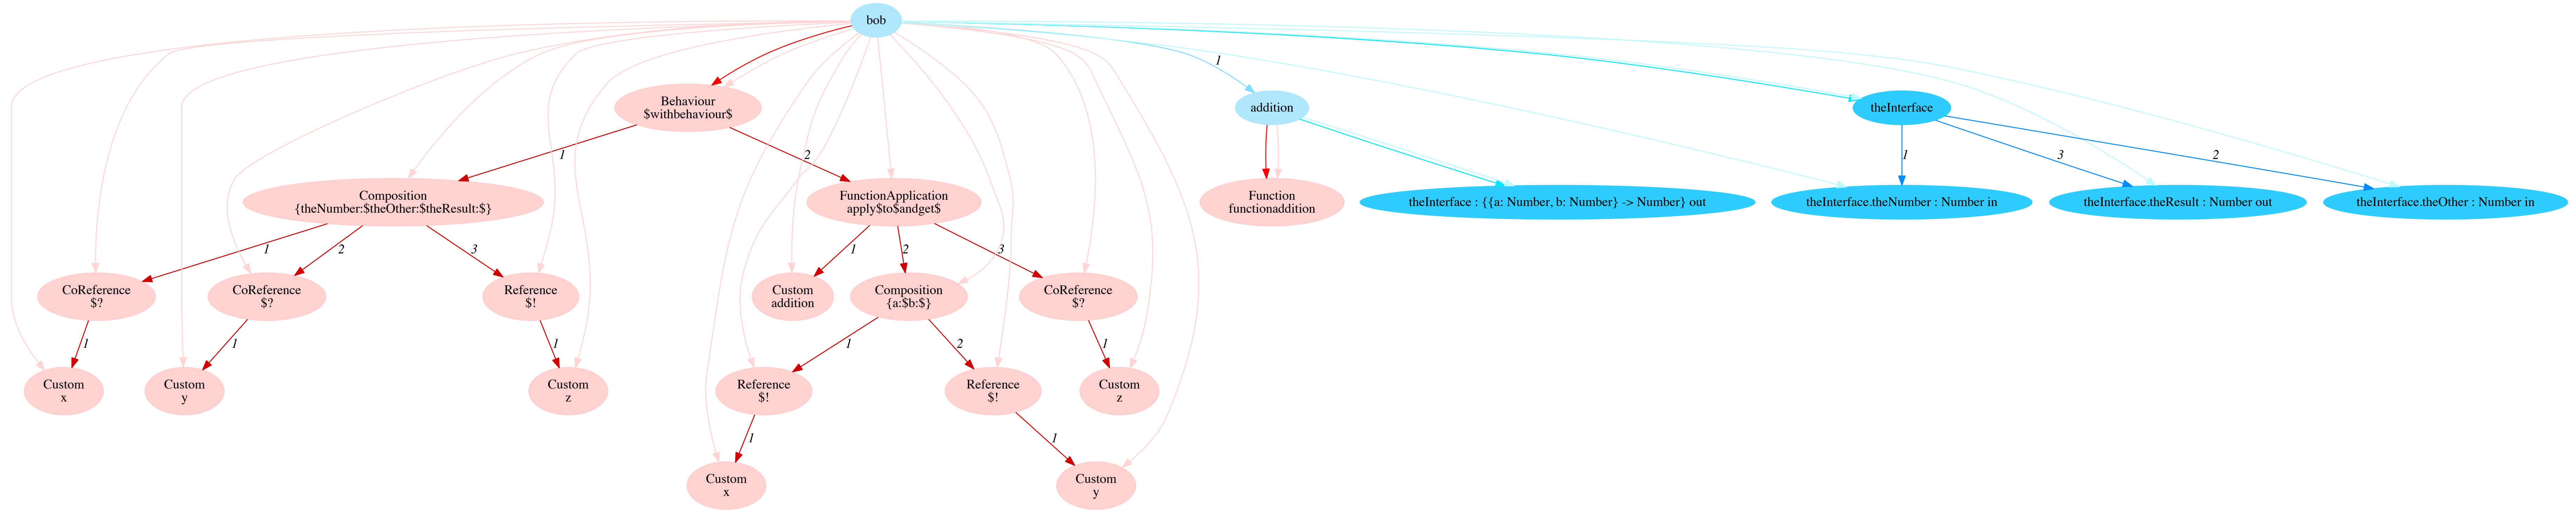 bob
1
Behaviour
$withbehaviour$
addition
theInterface
1
2
1
3
2
Composition
{theNumber:$theOther:$theResult:$}
FunctionApplication
apply$to$andget$
Function
functionaddition
theInterface : {{a: Number, b: Number} -> Number} out
theInterface.theNumber : Number in
theInterface.theResult : Number out
theInterface.theOther : Number in
1
2
3
1
2
3
CoReference
$?
CoReference
$?
Reference
$!
Custom
addition
Composition
{a:$b:$}
CoReference
$?
1
1
1
1
2
1
Custom
x
Custom
y
Custom
z
Reference
$!
Reference
$!
Custom
z
1
1
Custom
x
Custom
y